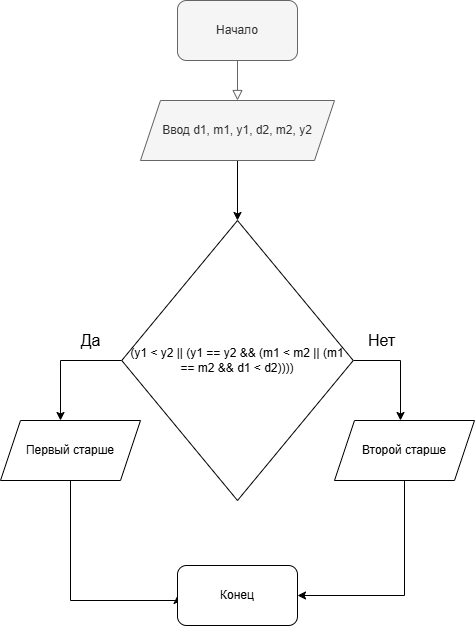 Начало
Ввод d1, m1, y1, d2, m2, y2
Да
Нет
(y1 < y2 || (y1 == y2 && (m1 < m2 || (m1
== m2 && d1 < d2))))
Первый старше
Второй старше
Конец